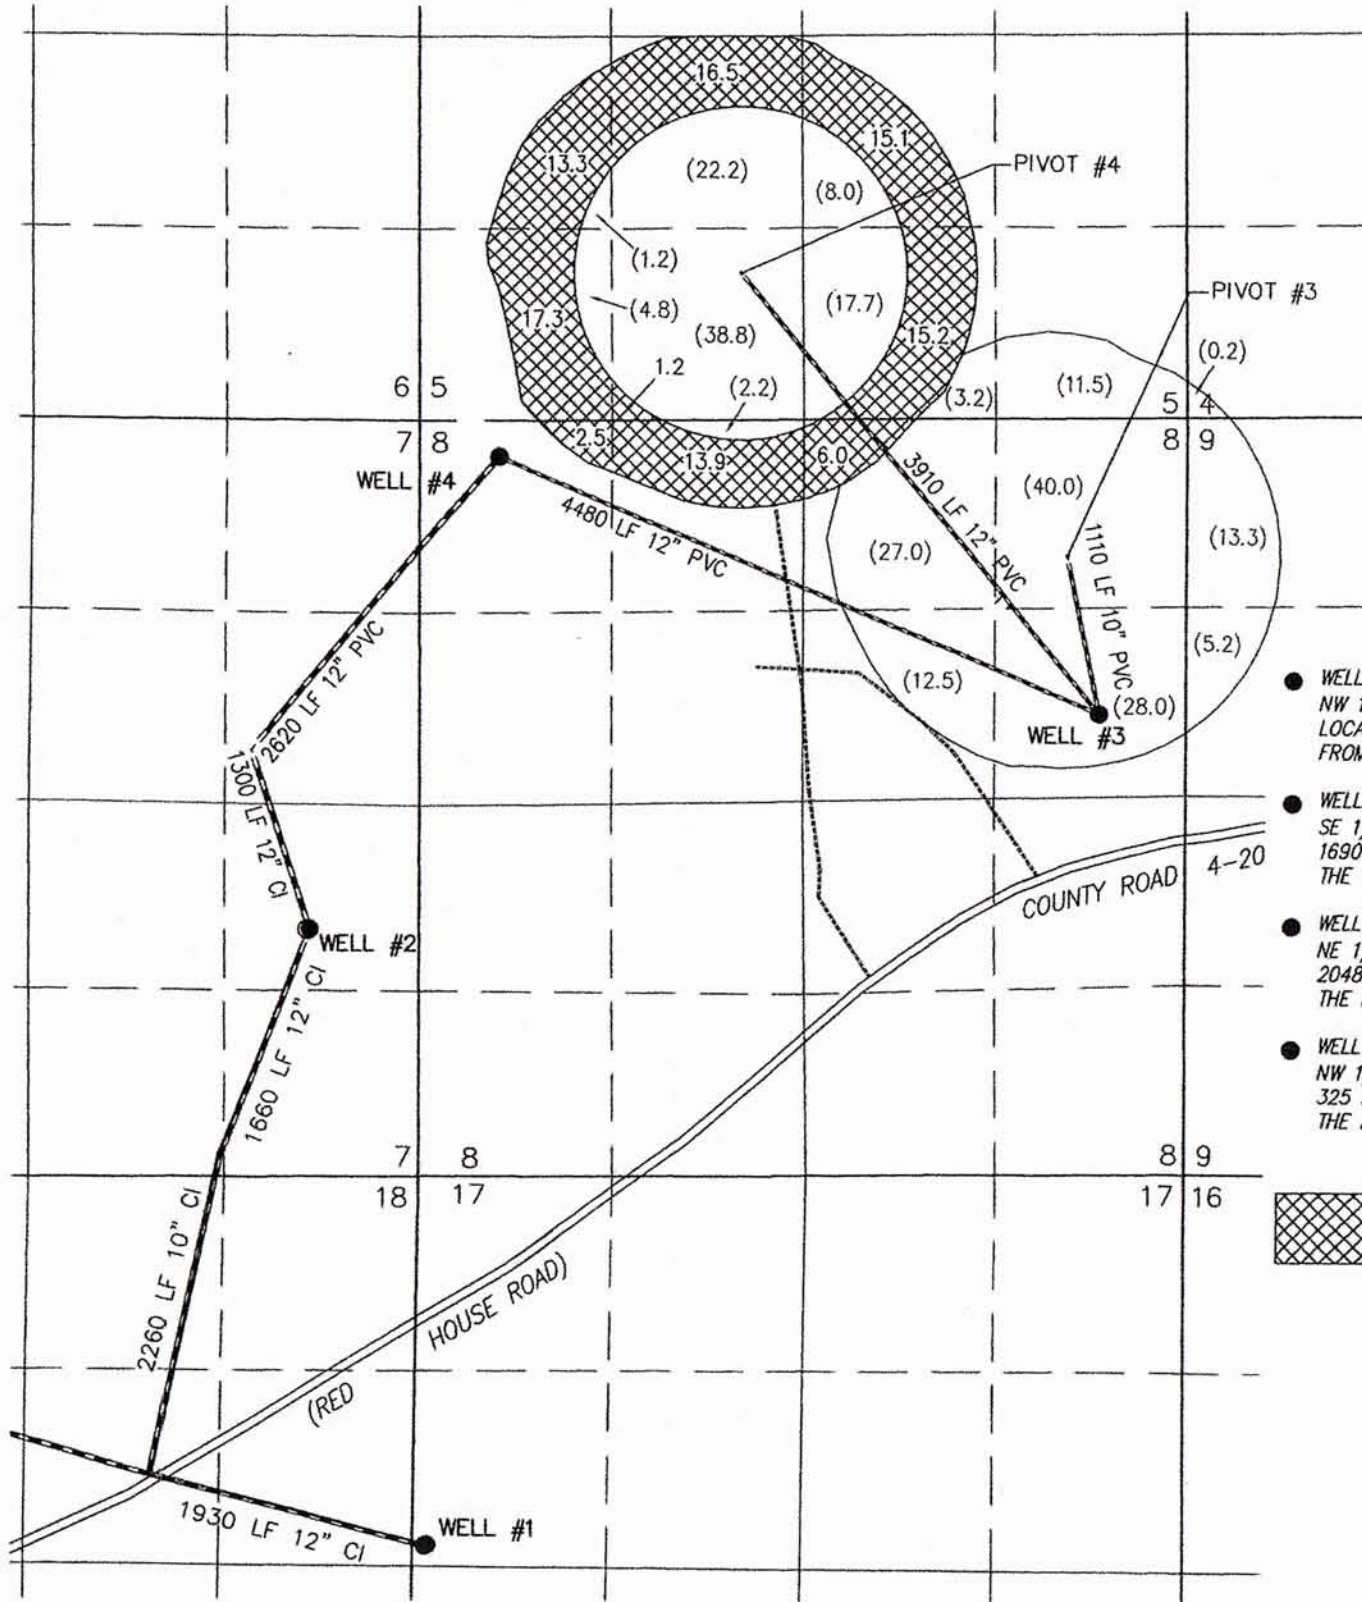 16.5
15.1
PIVOT #4
13.3
(22.2)
(8.0)
(1.2)
PIVOT #3
(4.8)
(17.7)
17.3
(38.8)
15.2
(0.2)
1.2
(2.2)
(11.5)
6 5
(3.2)
5 4
7 8
8 9
2.5
13.9
6.0
WELL #4
3910 LF 12" PVC
(40.0)
4480 LF 12" PVC
(27.0)
1110 LF 10" PVC
(13.3)
2620 LF 12" PVC
(5.2)
(12.5)
(28.0)
WELL #3
WELL
NW 1
LOCA
FROM
1300 LF 12" CI
WELL
SE 1
1690
THE
COUNTY ROAD 4-20
WELL #2
WELL
NE 1
2048
THE
1660 LF 12" CI
WELL
NW 1
325
THE
7 8
18 17
8 9
17 16
2260 LF 10" CI
(RED HOUSE ROAD)
1930 LF 12" CI
WELL #1